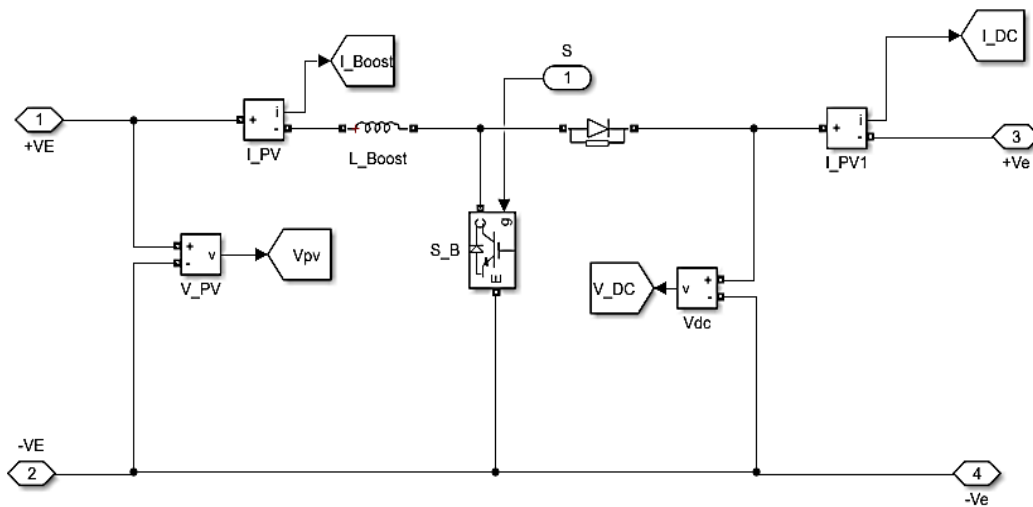 S
I_DC
I_Boost
1
1
i
+
-
I_PV
+VE
L_Boost
i
+
-
I_PV1
3
+Ve
C
g
E
S_B
+
-
v
V_PV
Vpv
V_DC
v
+
-
Vdc
-VE
2
4
-Ve